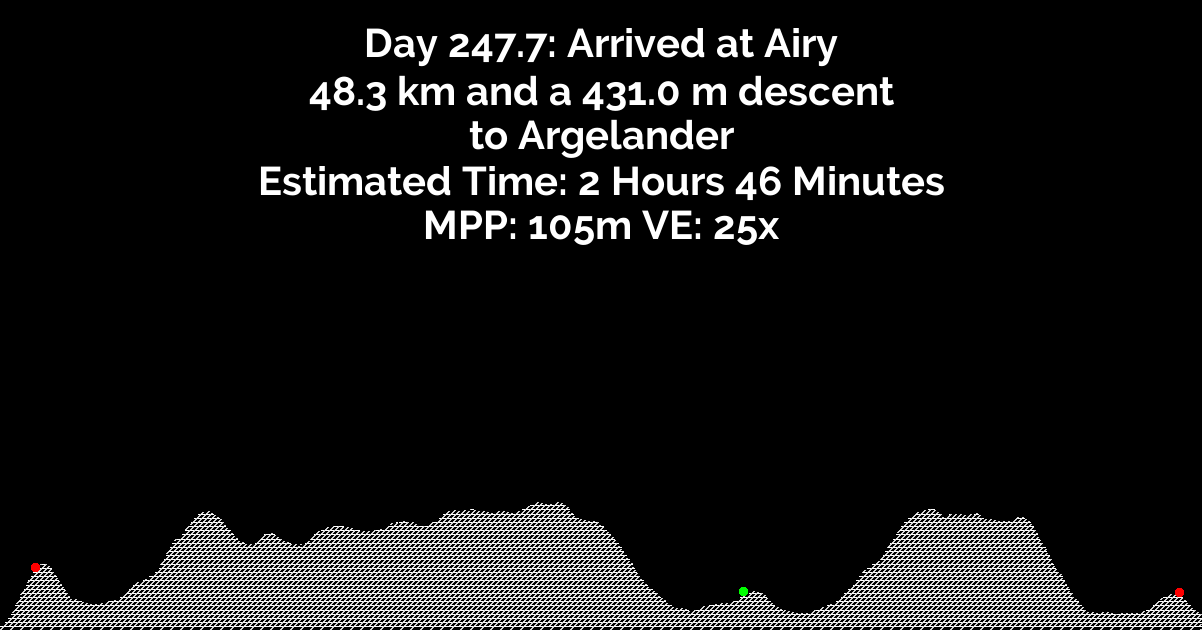 Day 247.7: Arrived at Airy
48.3 km and a 431.0 m descent
to Argelander
Estimated Time: 2 Hours 46 Minutes
MPP: 105m VE: 25x